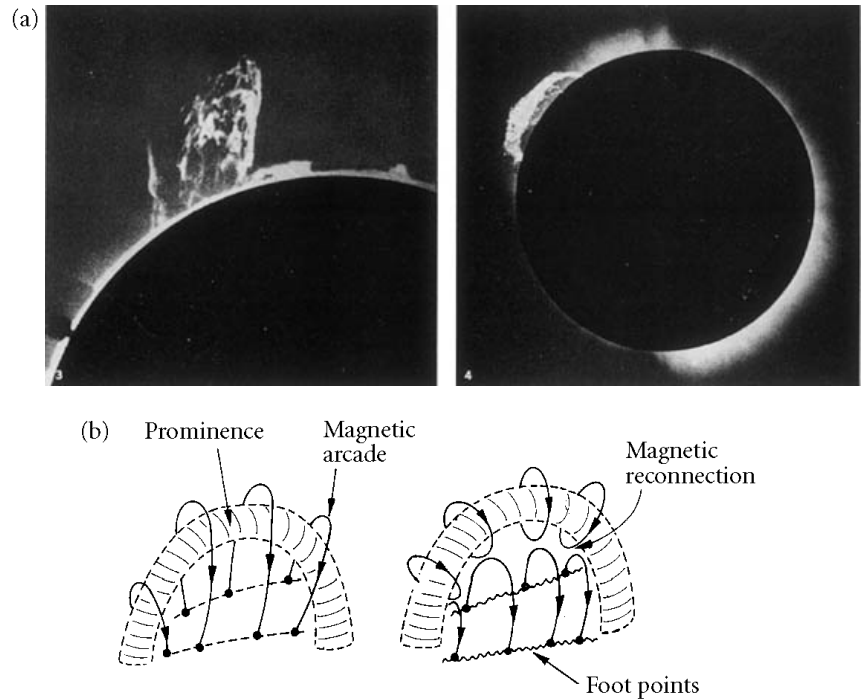 (a)
3
4
(b)
Prominence
Magnetic
arcade
Magnetic
reconnection
Foot points